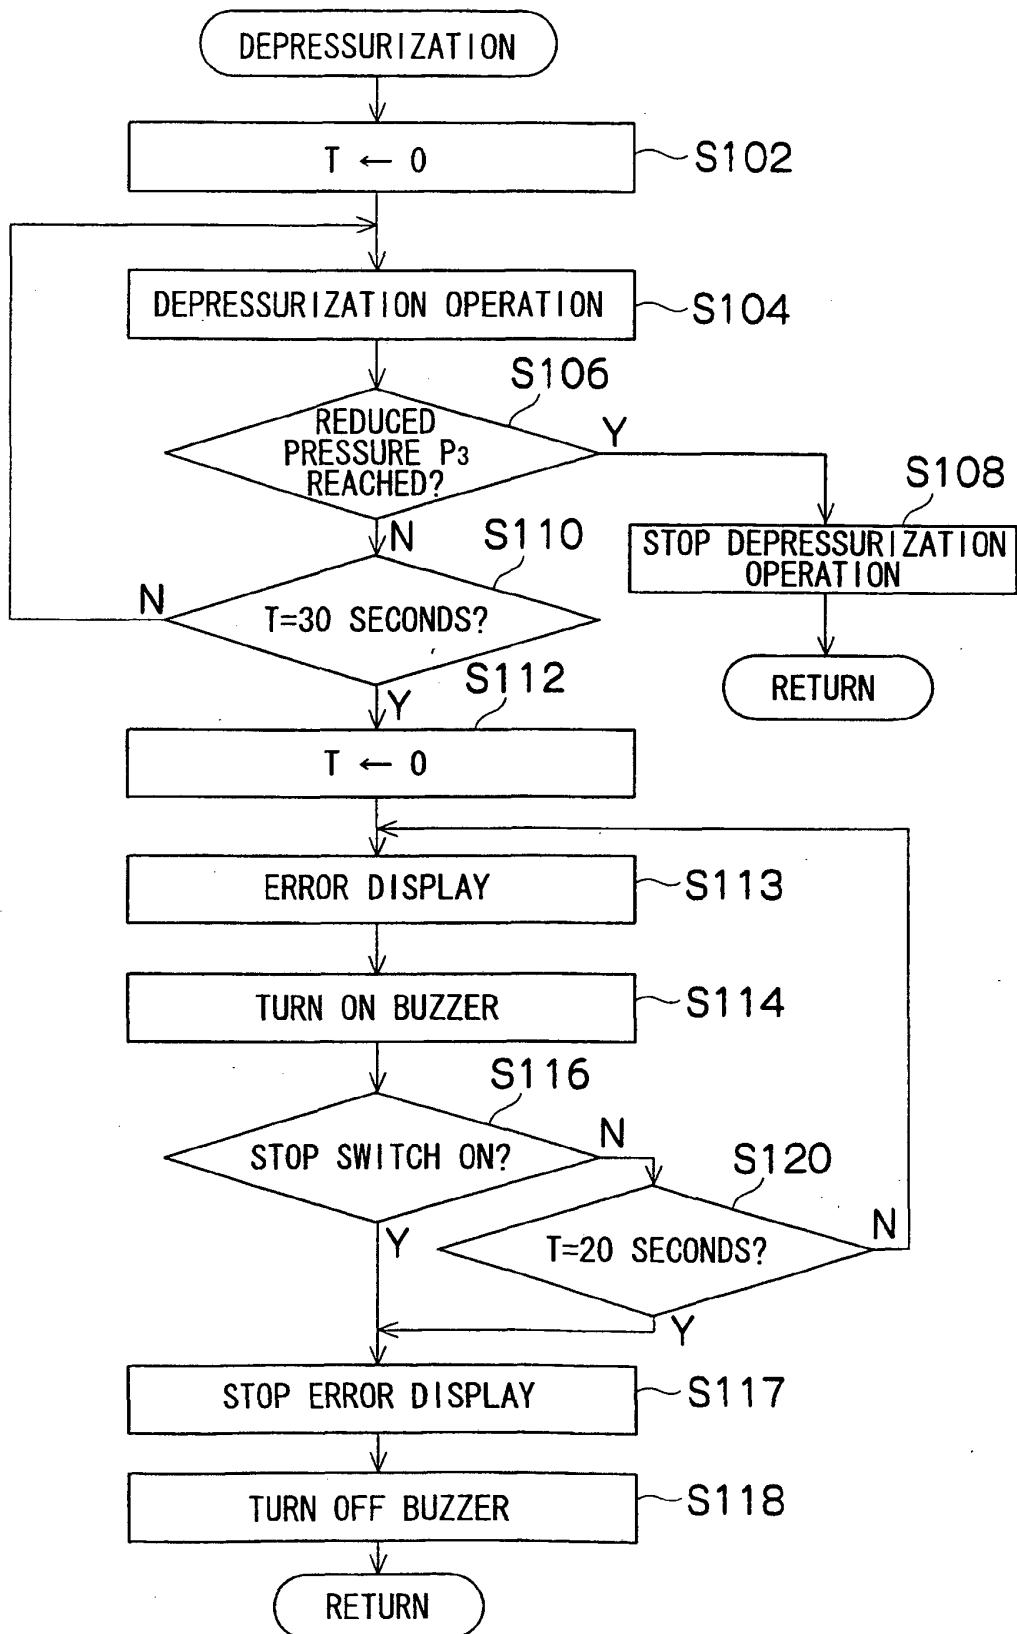 DEPRESSURIZATION
T ← 0
S102
DEPRESSURIZATION OPERATION
S104
S106
REDUCED
PRESSURE P3
REACHED?
Y
S108
STOP DEPRESSURIZATION
OPERATION
RETURN
N
S110
T=30 SECONDS?
N
Y
S112
T ← 0
ERROR DISPLAY
S113
TURN ON BUZZER
S114
S116
STOP SWITCH ON?
N
S120
T=20 SECONDS?
N
Y
Y
STOP ERROR DISPLAY
S117
TURN OFF BUZZER
S118
RETURN